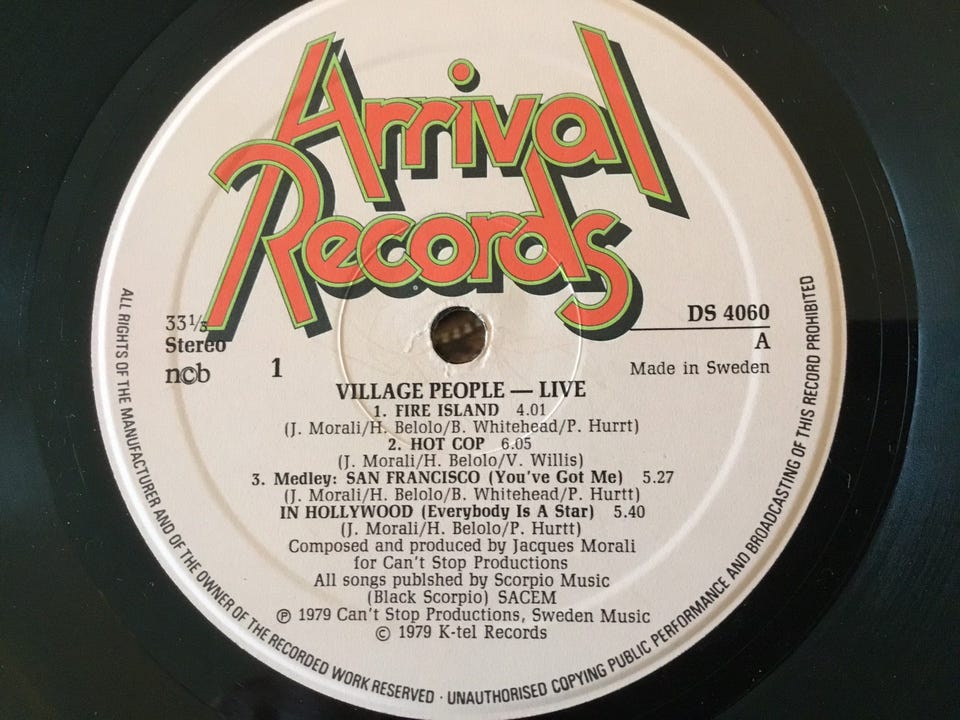 Arrival
Records
33⅓
Stereo
n©b
1
DS 4060
A
Made in Sweden
VILLAGE PEOPLE — LIVE
1. FIRE ISLAND 4.01
(J. Morali/H. Belolo/B. Whitehead/P. Hurrt)
2. HOT COP 6.05
(J. Morali/H. Belolo/V. Willis)
3. Medley: SAN FRANCISCO (You've Got Me) 5.27
(J. Morali/H. Belolo/B. Whitehead/P. Hurtt)
IN HOLLYWOOD (Everybody Is A Star) 5.40
(J. Morali/H. Belolo/P. Hurtt)
Composed and produced by Jacques Morali
for Can't Stop Productions
All songs publshed by Scorpio Music
(Black Scorpio) SACEM
℗ 1979 Can't Stop Productions, Sweden Music
© 1979 K-tel Records
ALL RIGHTS OF THE MANUFACTURER AND OF THE OWNER OF THE RECORDED WORK RESERVED · UNAUTHORISED COPYING PUBLIC PERFORMANCE AND BROADCASTING OF THIS RECORD PROHIBITED